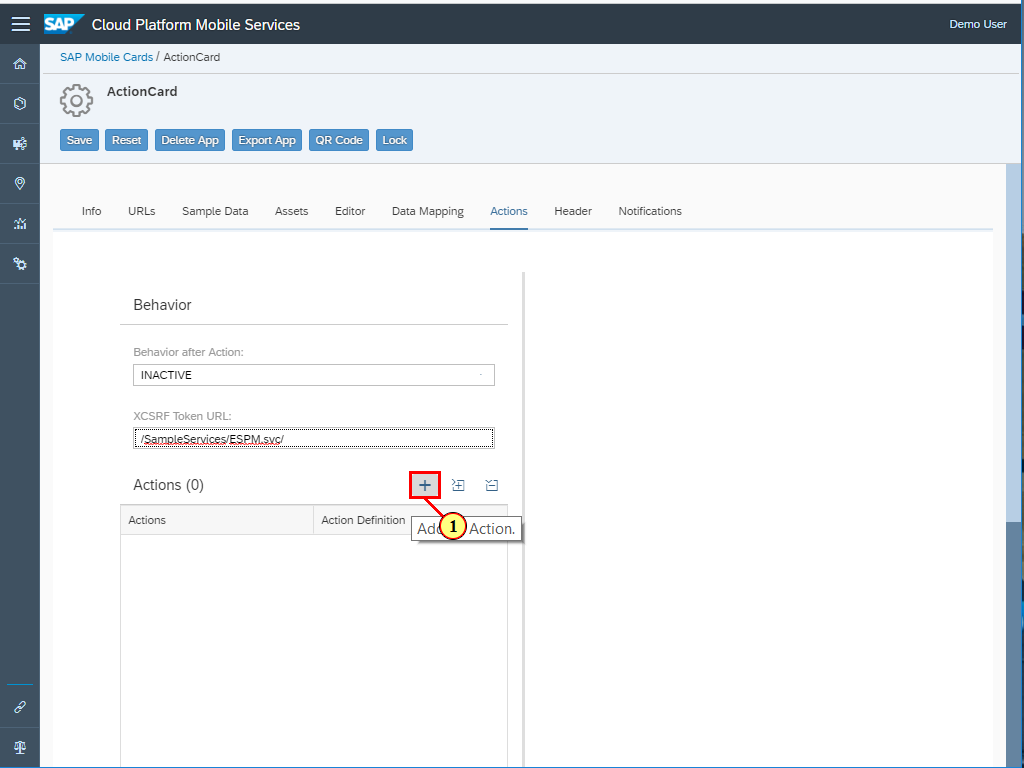 SAP Cloud Platform Mobile Services Demo User
SAP Mobile Cards / ActionCard
ActionCard
Save Reset Delete App Export App QR Code Lock
Info URLs Sample Data Assets Editor Data Mapping Actions Header Notifications
Behavior
Behavior after Action:
INACTIVE
XCSRF Token URL:
/SampleServices/ESPM.svc/
Actions (0)
Actions Action Definition
1 Action.